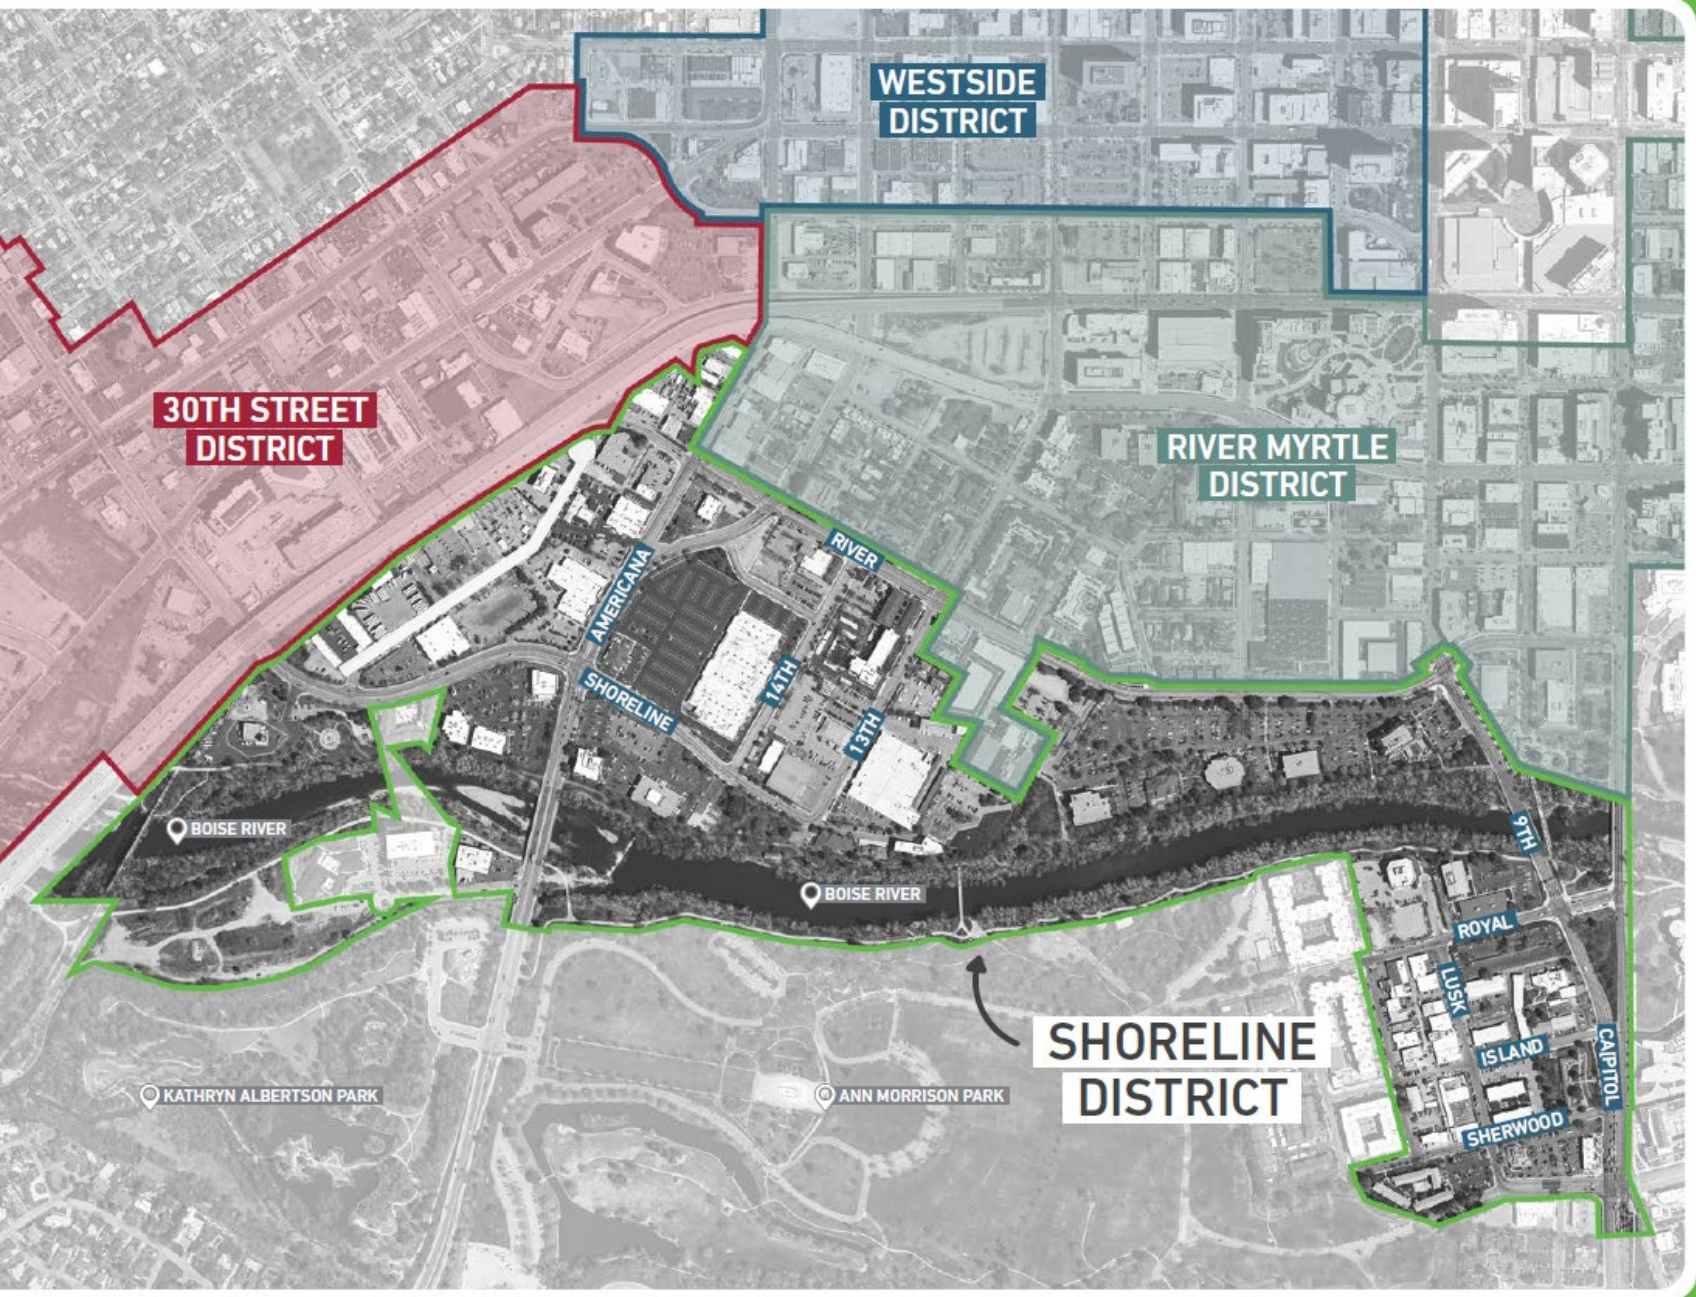 WESTSIDE
DISTRICT
30TH STREET
DISTRICT
RIVER MYRTLE
DISTRICT
RIVER
AMERICANA
SHORELINE
14TH
13TH
BOISE RIVER
BOISE RIVER
9TH
ROYAL
LUSK
ISLAND
CAPITOL
SHERWOOD
SHORELINE
DISTRICT
KATHRYN ALBERTSON PARK
ANN MORRISON PARK